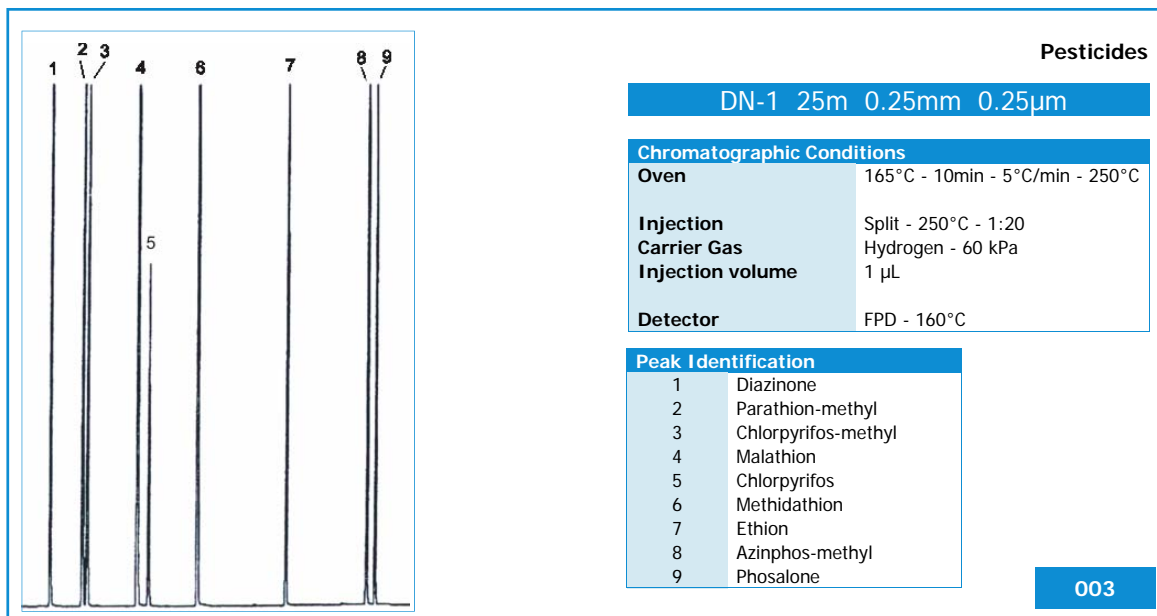 2 3
1 4 6 7 8 9
5
Pesticides
DN-1 25m 0.25mm 0.25µm
Chromatographic Conditions
Oven 165°C - 10min - 5°C/min - 250°C
Injection Split - 250°C - 1:20
Carrier Gas Hydrogen - 60 kPa
Injection volume 1 µL
Detector FPD - 160°C
Peak Identification
1 Diazinone
2 Parathion-methyl
3 Chlorpyrifos-methyl
4 Malathion
5 Chlorpyrifos
6 Methidathion
7 Ethion
8 Azinphos-methyl
9 Phosalone
003